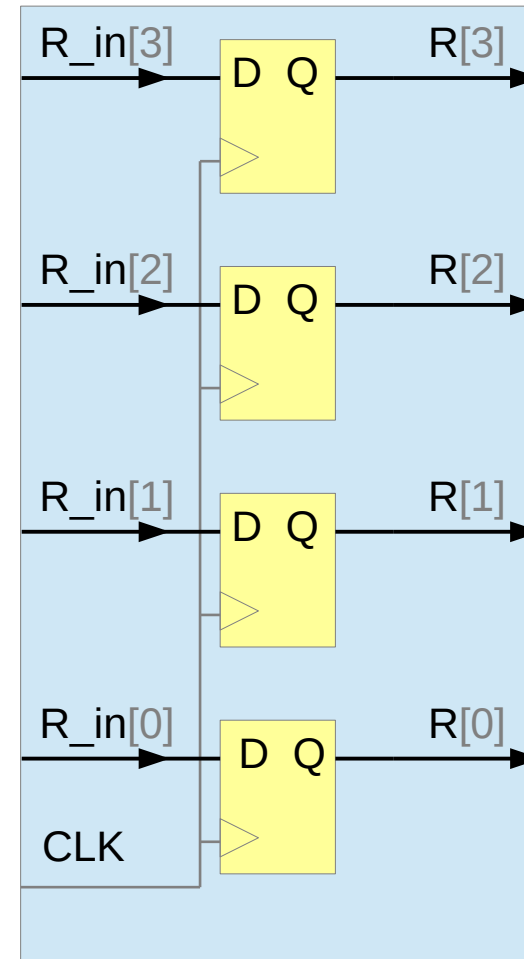 R_in[3] R[3]
D Q
R_in[2] R[2]
D Q
R_in[1] R[1]
D Q
R_in[0] R[0]
D Q
CLK